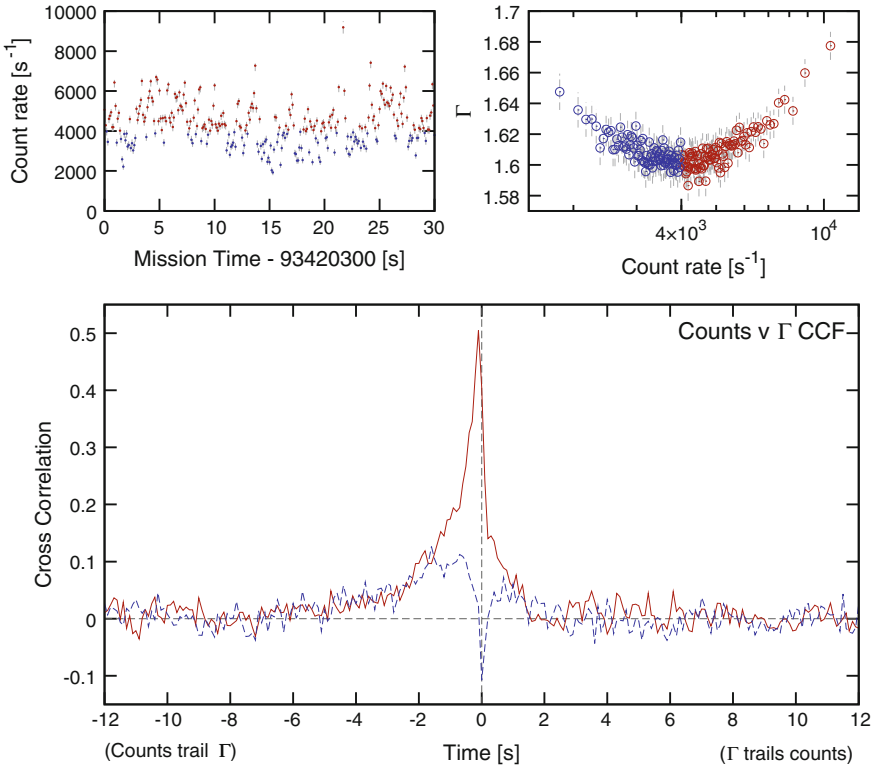 10000
8000
6000
4000
2000
0
Count rate [s⁻¹]
0 5 10 15 20 25 30
Mission Time - 93420300 [s]
1.7
1.68
1.66
1.64
1.62
1.6
1.58
Γ
4×10³ 10⁴
Count rate [s⁻¹]
Counts v Γ CCF
0.5
0.4
0.3
0.2
0.1
0
-0.1
Cross Correlation
-12 -10 -8 -6 -4 -2 0 2 4 6 8 10 12
(Counts trail Γ) Time [s] (Γ trails counts)